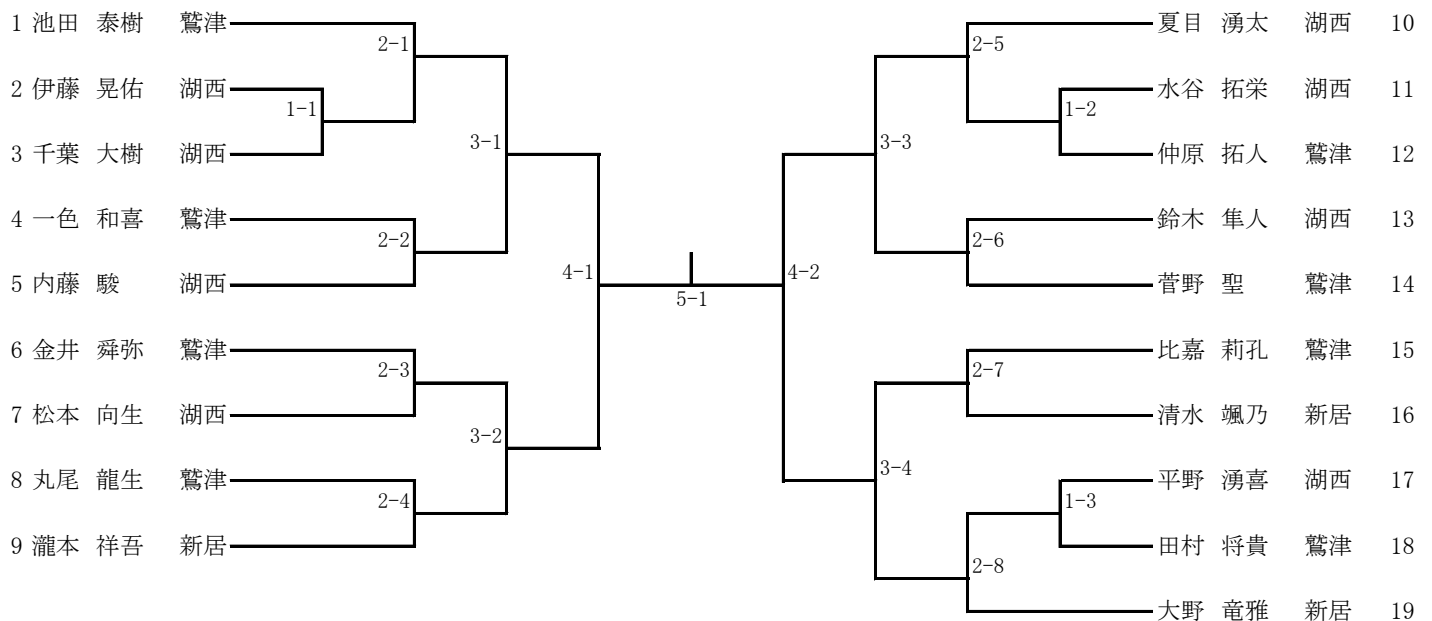 1 池田 泰樹 鷲津
2 伊藤 晃佑 湖西
3 千葉 大樹 湖西
4 一色 和喜 鷲津
5 内藤 駿 湖西
6 金井 舜弥 鷲津
7 松本 向生 湖西
8 丸尾 龍生 鷲津
9 瀧本 祥吾 新居
2-1
1-1
3-1
2-2
4-1
2-3
3-2
2-4
5-1
4-2
2-5
1-2
3-3
2-6
2-7
3-4
1-3
2-8
夏目 湧太 湖西 10
水谷 拓栄 湖西 11
仲原 拓人 鷲津 12
鈴木 隼人 湖西 13
菅野 聖 鷲津 14
比嘉 莉孔 鷲津 15
清水 颯乃 新居 16
平野 湧喜 湖西 17
田村 将貴 鷲津 18
大野 竜雅 新居 19